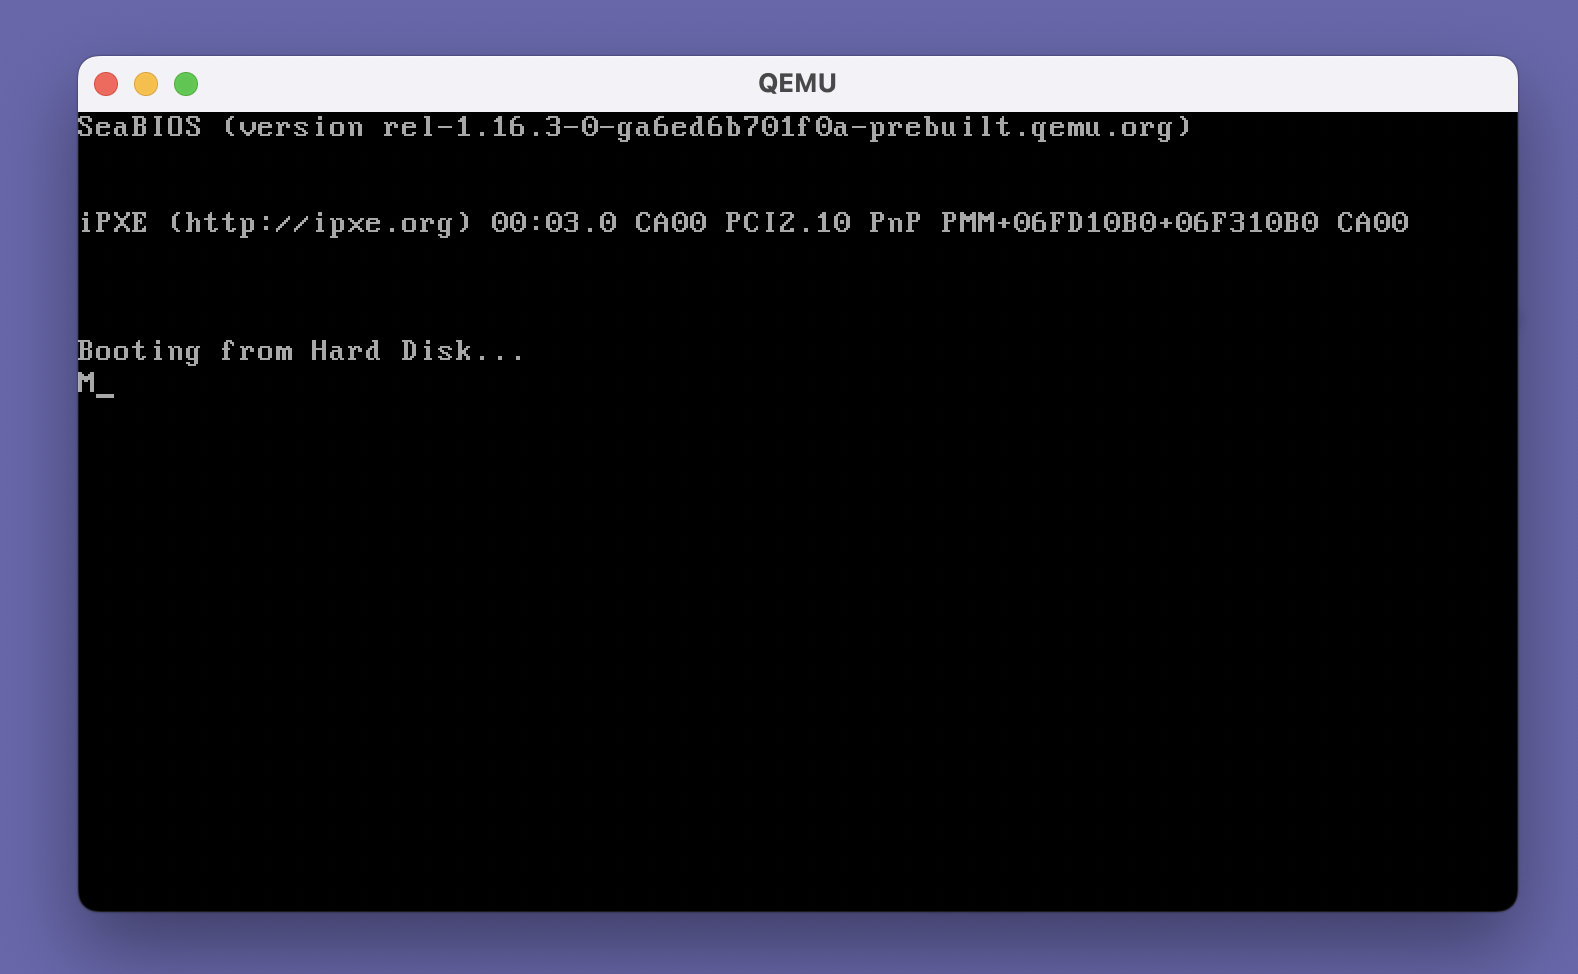 QEMU
SeaBIOS (version rel-1.16.3-0-ga6ed6b701f0a-prebuilt.qemu.org)
iPXE (http://ipxe.org) 00:03.0 CA00 PCI2.10 PnP PMM+06FD10B0+06F310B0 CA00
Booting from Hard Disk...
M_